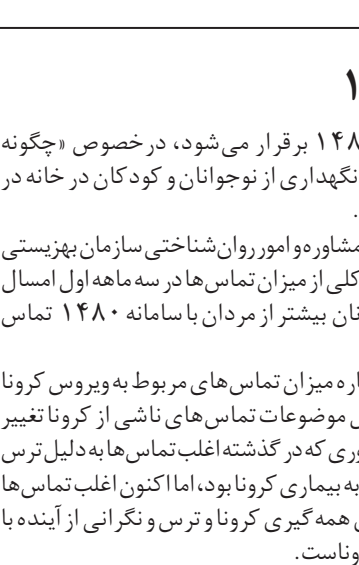 ۱
۱۴۸ برقرار می‌شود، درخصوص «چگونه
نگهداری از نوجوانان و کودکان در خانه در
.
مشاوره و امور روان‌شناختی سازمان بهزیستی
کلی از میزان تماس‌ها در سه ماهه اول امسال
نان بیشتر از مردان با سامانه ۱۴۸۰ تماس
اره میزان تماس‌های مربوط به ویروس کرونا
موضوعات تماس‌های ناشی از کرونا تغییر
وری که در گذشته اغلب تماس‌ها به دلیل ترس
به بیماری کرونا بود، اما اکنون اغلب تماس‌ها
همه گیری کرونا و ترس و نگرانی از آینده با
وناست.